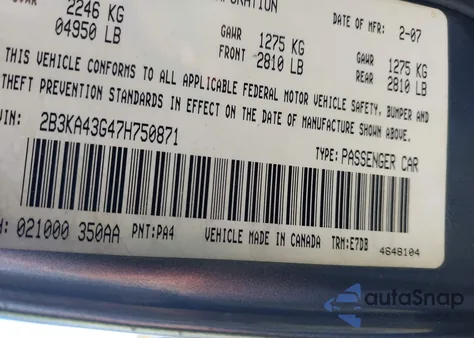 2246 KG
04950 LB
GAWR 1275 KG
FRONT 2810 LB
DATE OF MFR: 2-07
GAWR 1275 KG
REAR 2810 LB
THIS VEHICLE CONFORMS TO ALL APPLICABLE FEDERAL MOTOR VEHICLE SAFETY, BUMPER AND
THEFT PREVENTION STANDARDS IN EFFECT ON THE DATE OF MANUFACTURE SHOWN ABOVE.
VIN: 2B3KA43G47H750871
TYPE: PASSENGER CAR
021000 350AA PNT:PA4 VEHICLE MADE IN CANADA TRM:E7DB
4648104
autoSnap